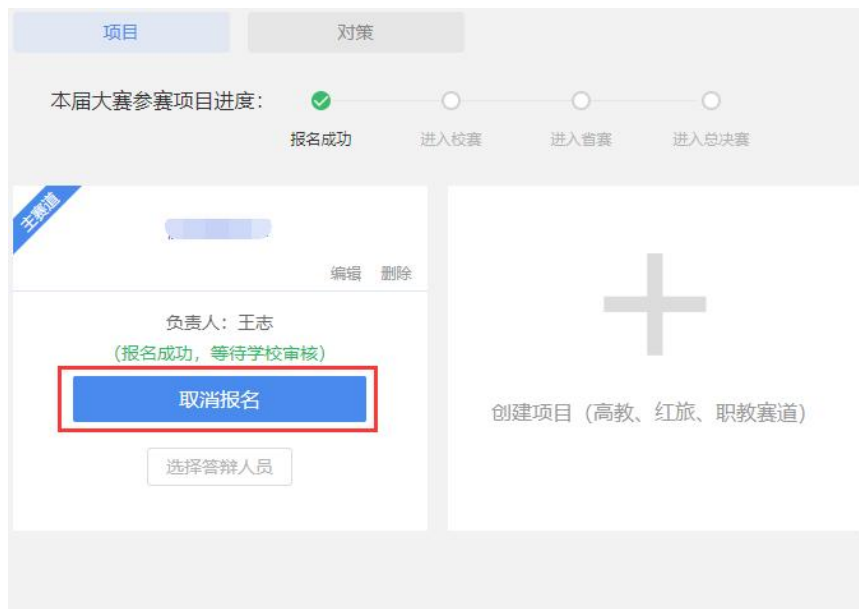 项目
对策
本届大赛参赛项目进度：
报名成功
进入校赛
进入省赛
进入总决赛
主赛道
编辑
删除
负责人：王志
（报名成功，等待学校审核）
取消报名
选择答辩人员
创建项目（高教、红旅、职教赛道）